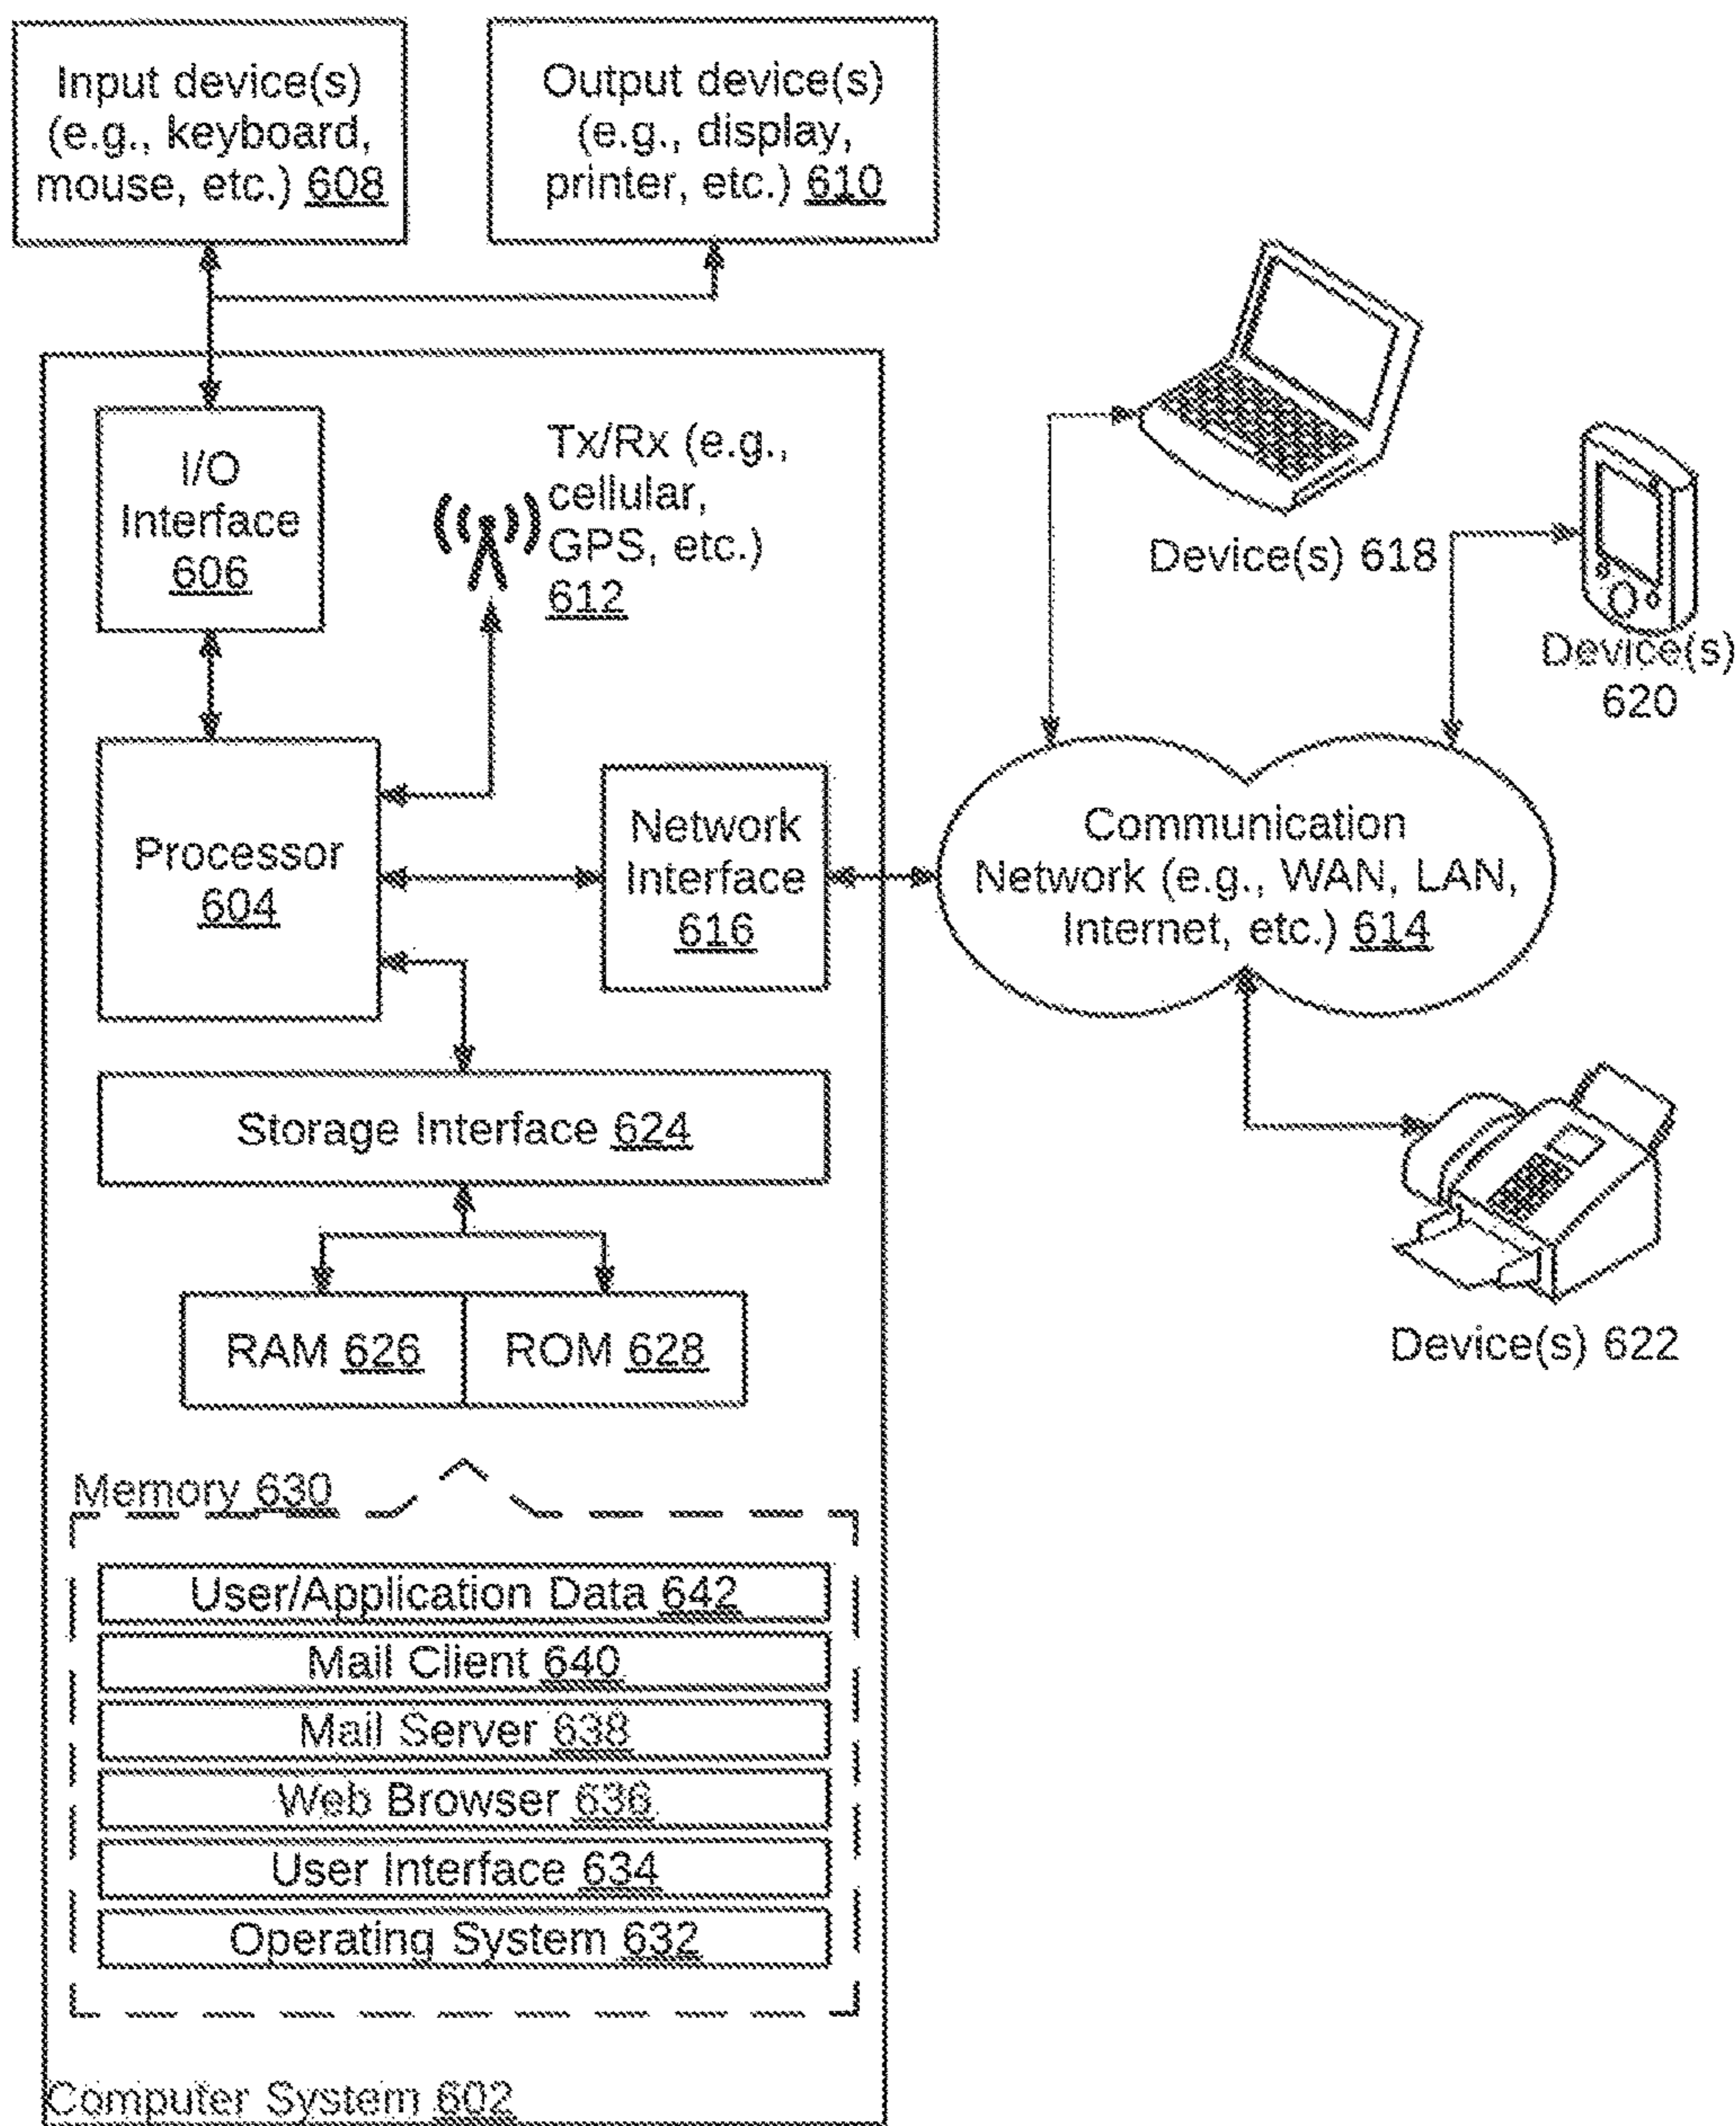 Input device(s)
(e.g., keyboard,
mouse, etc.) 608
Output device(s)
(e.g., display,
printer, etc.) 610
I/O
Interface
606
Tx/Rx (e.g.,
cellular,
GPS, etc.)
612
Device(s) 618
Device(s)
620
Processor
604
Network
Interface
616
Communication
Network (e.g., WAN, LAN,
Internet, etc.) 614
Storage Interface 624
RAM 626
ROM 628
Device(s) 622
Memory 630
User/Application Data 642
Mail Client 640
Mail Server 638
Web Browser 636
User Interface 634
Operating System 632
Computer System 602